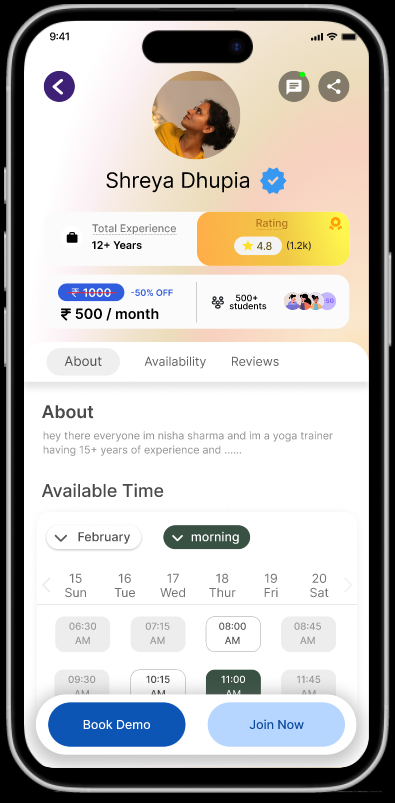 9:41
Shreya Dhupia
Total Experience
12+ Years
Rating
4.8 (1.2k)
₹ 1000 -50% OFF
₹ 500 / month
500+
students
+50
About Availability Reviews
About
hey there everyone im nisha sharma and im a yoga trainer
having 15+ years of experience and ......
Available Time
February morning
15 16 17 18 19 20
Sun Tue Wed Thur Fri Sat
06:30 07:15 08:00 08:45
AM AM AM AM
09:30 10:15 11:00 11:45
AM AM AM AM
Book Demo Join Now